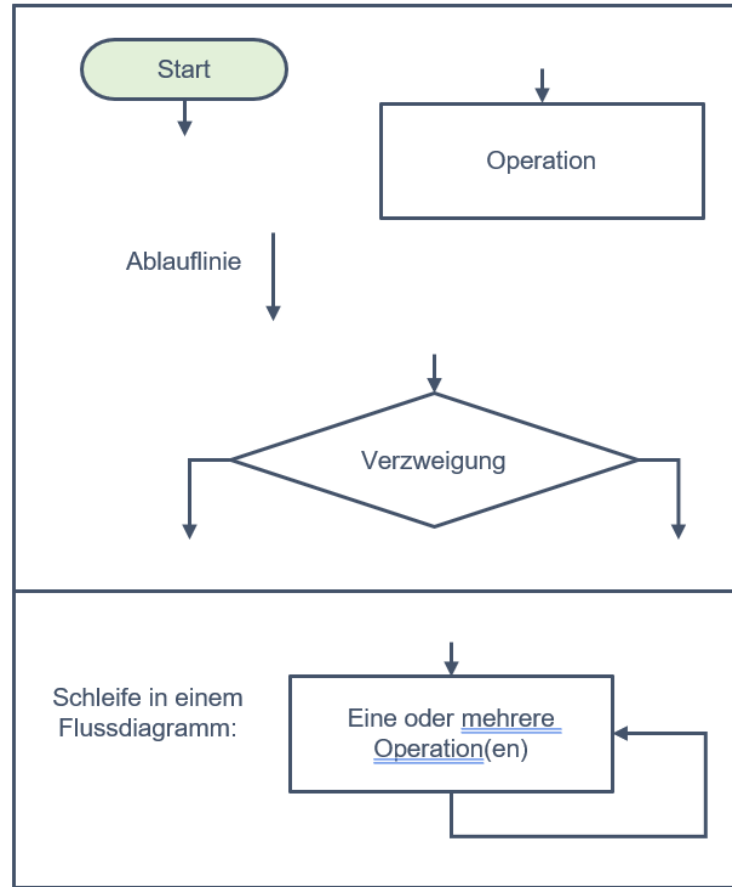 Start
Operation
Ablauflinie
Verzweigung
Schleife in einem
Flussdiagramm:
Eine oder mehrere
Operation(en)